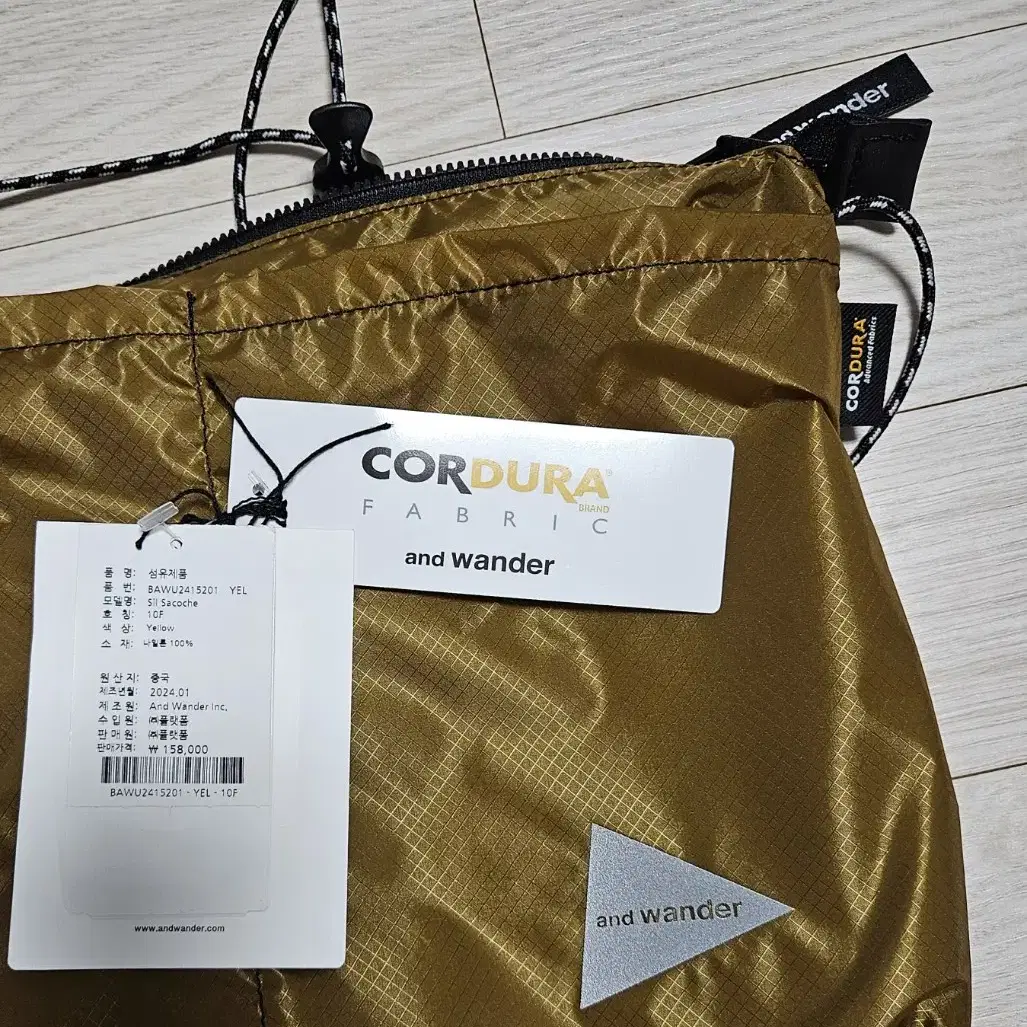 and wander
CORDURA®
Advanced Fabrics
CORDURA®
BRAND
FABRIC
and wander
품 명: 섬유제품
품 번: BAWU2415201 YEL
모델명: Sil Sacoche
호 칭: 10F
색 상: Yellow
소 재: 나일론 100%
원 산 지: 중국
제조년월: 2024.01
제 조 원: And Wander Inc.
수 입 원: ㈜플랫폼
판 매 원: ㈜플랫폼
판매가격: ₩ 158,000
BAWU2415201 - YEL - 10F
www.andwander.com
and wander